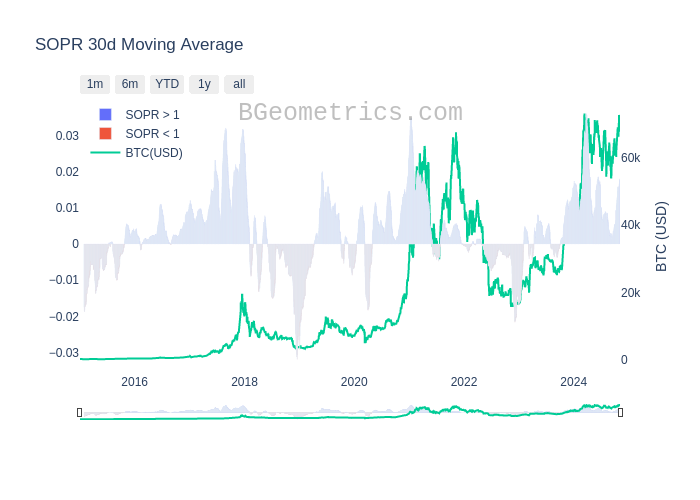 SOPR 30d Moving Average
1m 6m YTD 1y all
BGeometrics.com
SOPR > 1
SOPR < 1
BTC(USD)
0.03
0.02
0.01
0
−0.01
−0.02
−0.03
60k
40k
20k
0
BTC (USD)
2016 2018 2020 2022 2024